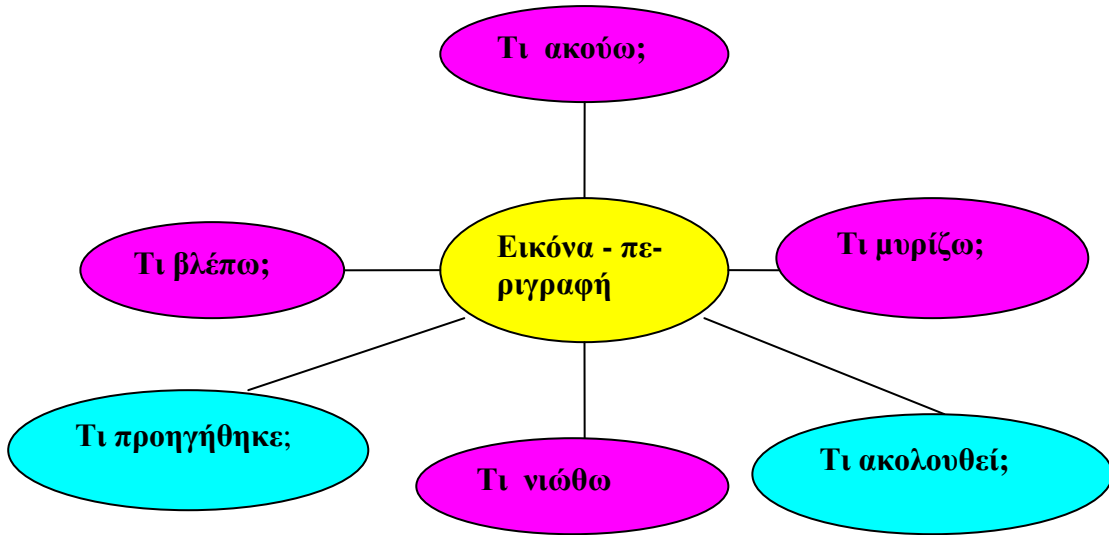 Τι ακούω;
Τι βλέπω;
Εικόνα - πε-
ριγραφή
Τι μυρίζω;
Τι προηγήθηκε;
Τι νιώθω
Τι ακολουθεί;